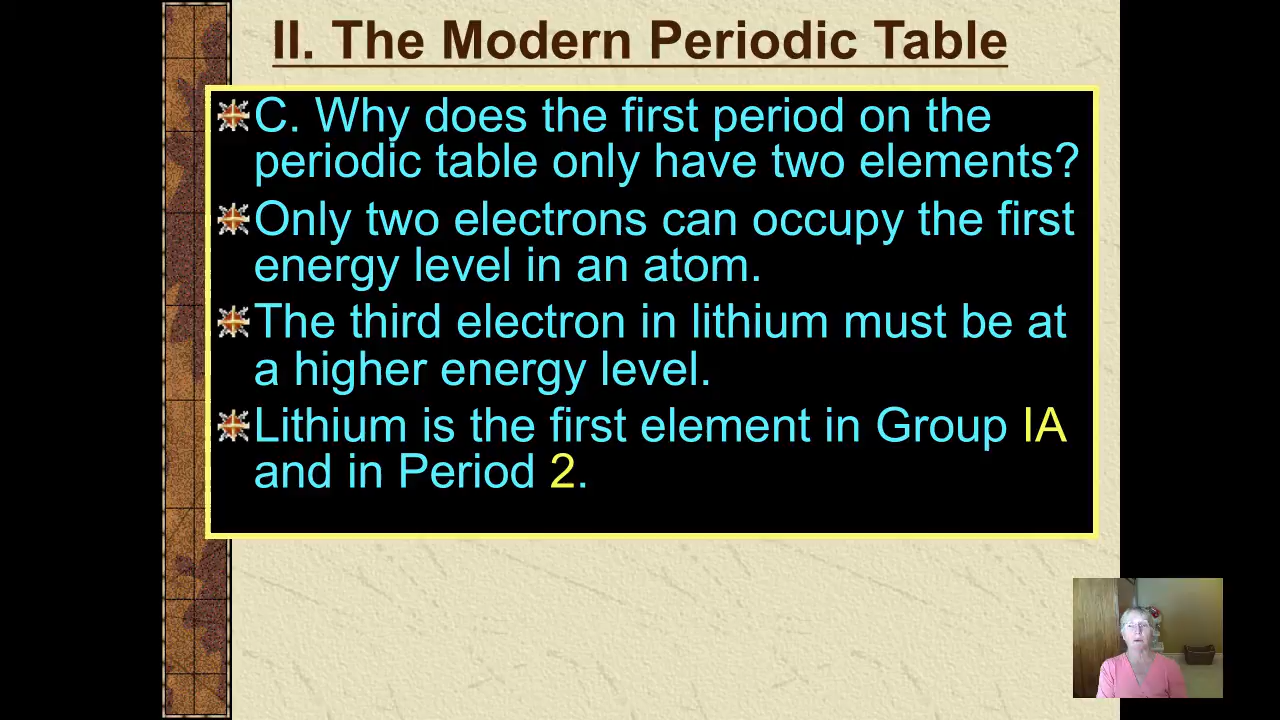 II. The Modern Periodic Table
C. Why does the first period on the
periodic table only have two elements?
Only two electrons can occupy the first
energy level in an atom.
The third electron in lithium must be at
a higher energy level.
Lithium is the first element in Group IA
and in Period 2.